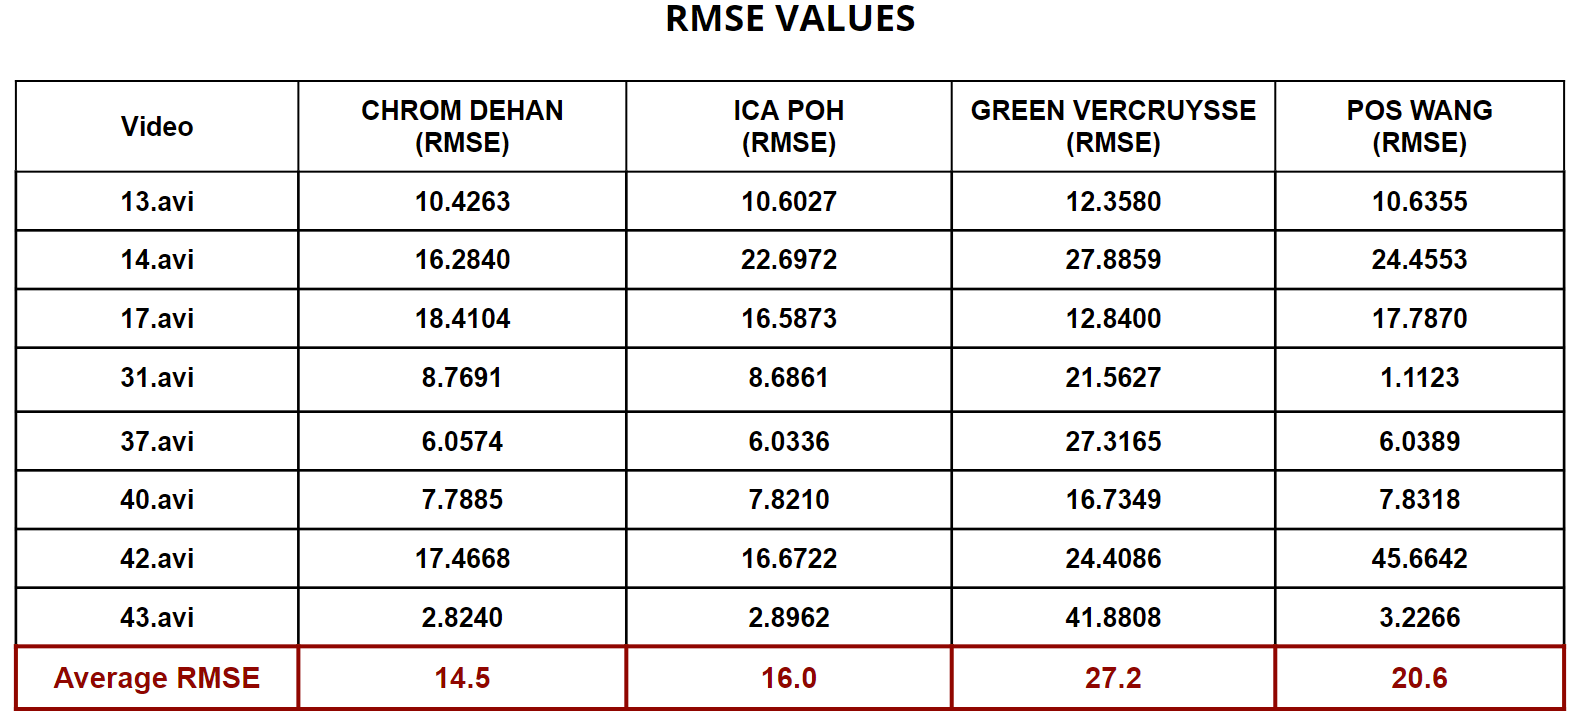 RMSE VALUES
Video CHROM DEHAN (RMSE) ICA POH (RMSE) GREEN VERCRUYSSE (RMSE) POS WANG (RMSE)
13.avi 10.4263 10.6027 12.3580 10.6355
14.avi 16.2840 22.6972 27.8859 24.4553
17.avi 18.4104 16.5873 12.8400 17.7870
31.avi 8.7691 8.6861 21.5627 1.1123
37.avi 6.0574 6.0336 27.3165 6.0389
40.avi 7.7885 7.8210 16.7349 7.8318
42.avi 17.4668 16.6722 24.4086 45.6642
43.avi 2.8240 2.8962 41.8808 3.2266
Average RMSE 14.5 16.0 27.2 20.6